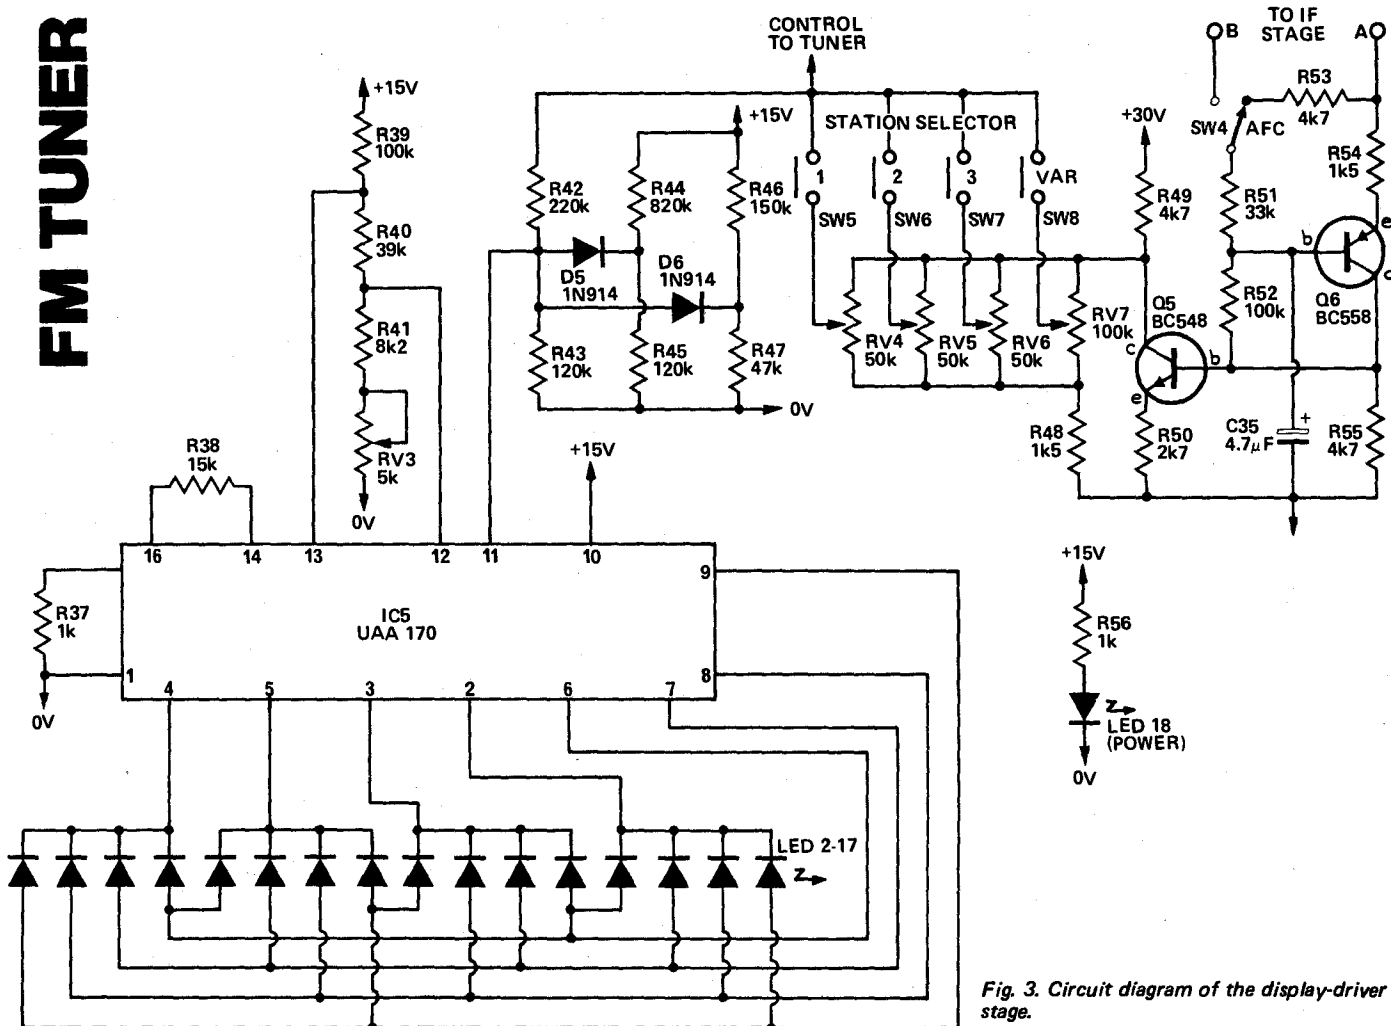 FM TUNER
+15V
R39
100k
R40
39k
R41
8k2
RV3
5k
0V
R38
15k
16
14
13
12
11
10
9
R37
1k
0V
1
IC5
UAA 170
8
4
5
3
2
6
7
CONTROL
TO TUNER
+15V
STATION SELECTOR
R42
220k
R44
820k
R46
150k
D5
1N914
D6
1N914
R43
120k
R45
120k
R47
47k
0V
+15V
1
2
3
VAR
SW5
SW6
SW7
SW8
RV4
50k
RV5
50k
RV6
50k
RV7
100k
R48
1k5
+30V
R49
4k7
Q5
BC548
c
b
e
R50
2k7
TO IF
STAGE
B
A
R53
4k7
SW4
AFC
R54
1k5
R51
33k
b
e
c
Q6
BC558
R52
100k
C35
4.7µF
+
R55
4k7
+15V
R56
1k
LED 18
(POWER)
0V
LED 2-17
Fig. 3. Circuit diagram of the display-driver
stage.